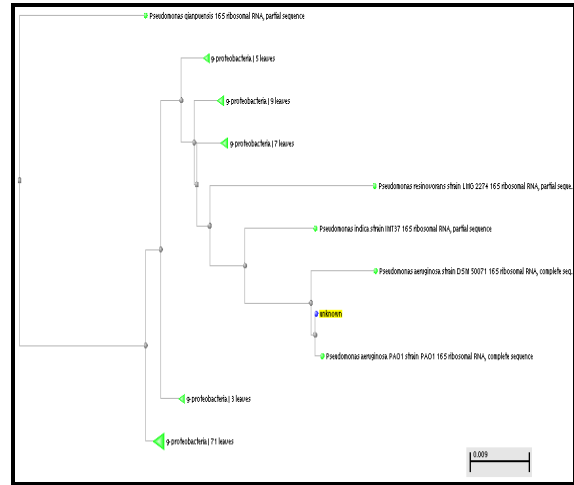 Pseudomonas qianpuensis 16S ribosomal RNA, partial sequence
g-proteobacteria | 5 leaves
g-proteobacteria | 9 leaves
g-proteobacteria | 7 leaves
Pseudomonas resinovorans strain LMG 2274 16S ribosomal RNA, partial seque...
Pseudomonas indica strain IMT37 16S ribosomal RNA, partial sequence
Pseudomonas aeruginosa strain DSM 50071 16S ribosomal RNA, complete seq...
unknown
Pseudomonas aeruginosa PAO1 strain PAO1 16S ribosomal RNA, complete sequence
g-proteobacteria | 3 leaves
g-proteobacteria | 71 leaves
0.009